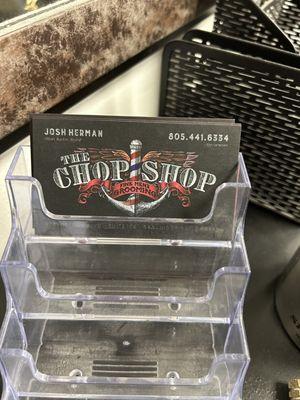 JOSH HERMAN
805.441.6334
THE
CHOP SHOP
FINE MEN'S
GROOMING